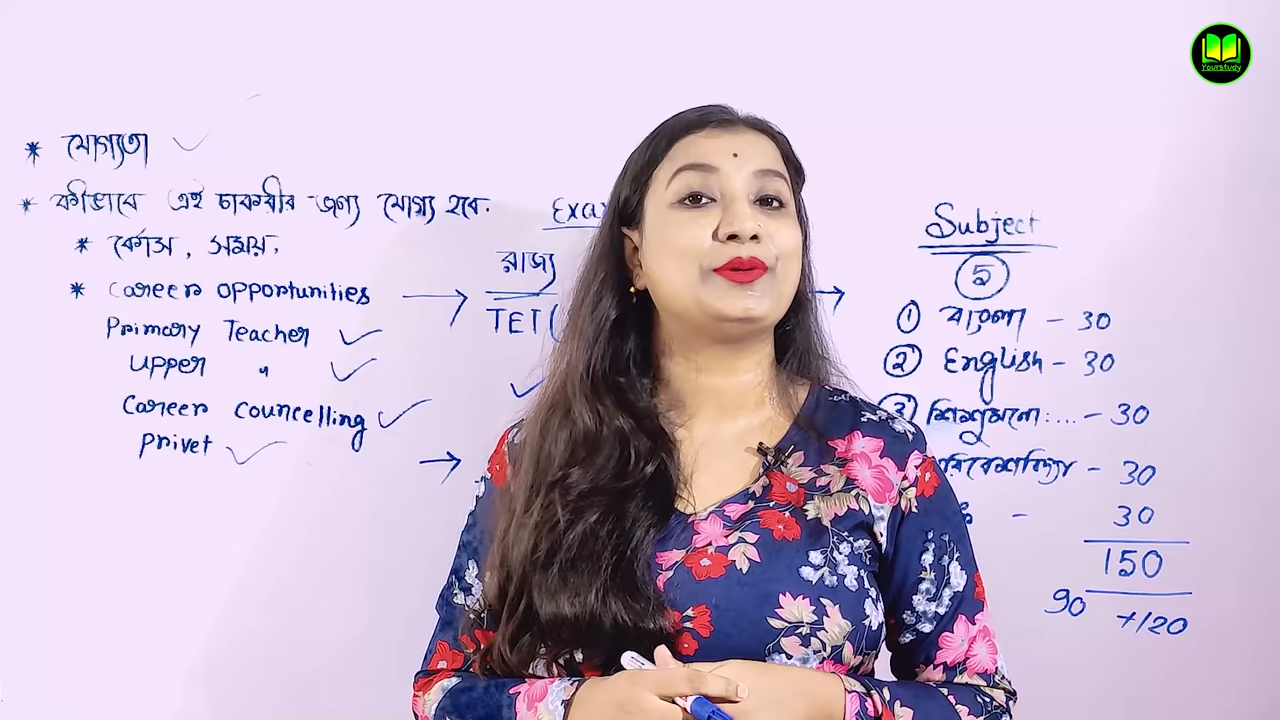 Yourstudy
* যোগ্যতা ✓
* কীভাবে এই চাকরীর জন্য যোগ্য হবে.
* কোর্স, সময়,
* Career opportunities →
Primary Teacher ✓
Upper " ✓
Career councelling ✓
Privet ✓
রাজ্য
TET (
Subject
5
① বাংলা - 30
② English - 30
③ শিশুমনো:... - 30
রিবেশবিদ্যা - 30
- 30
150
90 +120